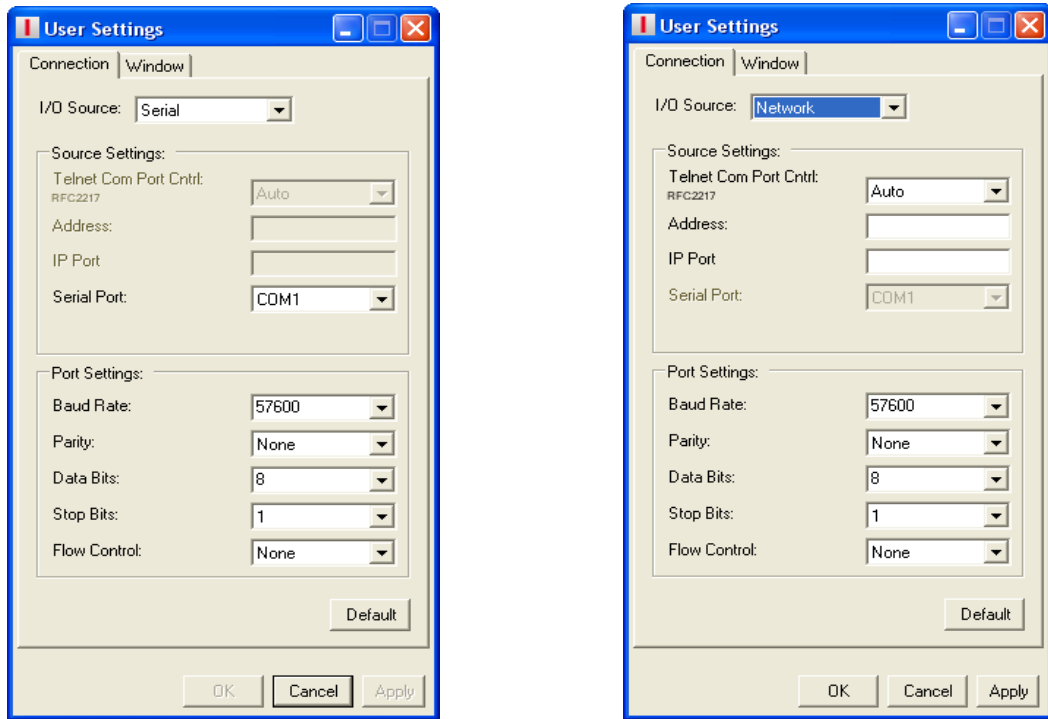 User Settings
Connection Window
I/O Source: Serial
Source Settings:
Telnet Com Port Cntrl:
RFC2217
Auto
Address:
IP Port
Serial Port: COM1
Port Settings:
Baud Rate: 57600
Parity: None
Data Bits: 8
Stop Bits: 1
Flow Control: None
Default
OK Cancel Apply
User Settings
Connection Window
I/O Source: Network
Source Settings:
Telnet Com Port Cntrl:
RFC2217
Auto
Address:
IP Port
Serial Port: COM1
Port Settings:
Baud Rate: 57600
Parity: None
Data Bits: 8
Stop Bits: 1
Flow Control: None
Default
OK Cancel Apply